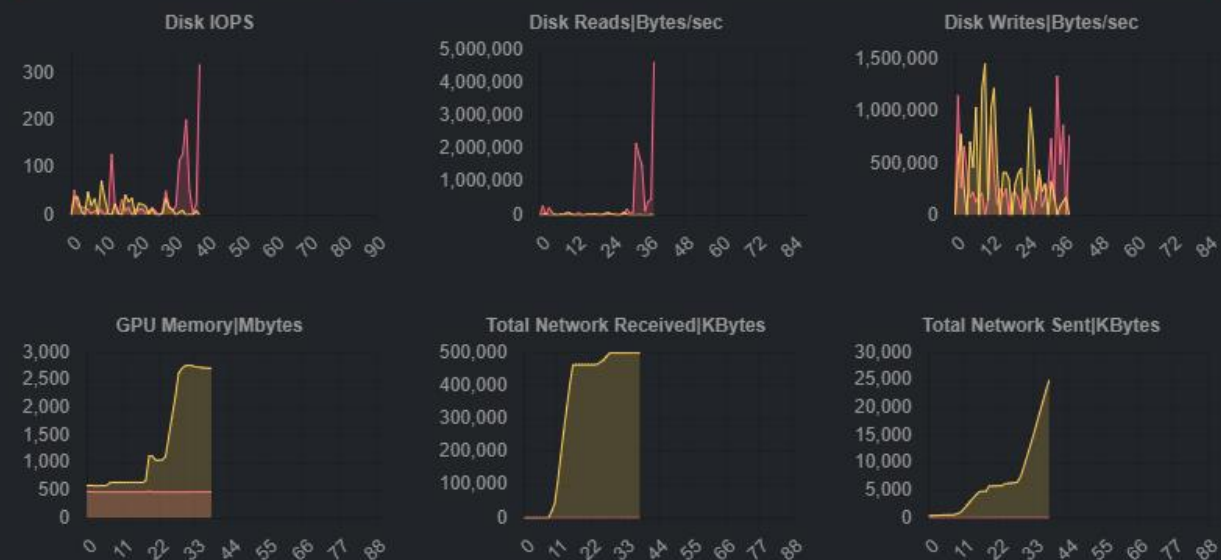 Disk IOPS
300
200
100
0
0 10 20 30 40 50 60 70 80 90
Disk Reads|Bytes/sec
5,000,000
4,000,000
3,000,000
2,000,000
1,000,000
0
0 12 24 36 48 60 72 84
Disk Writes|Bytes/sec
1,500,000
1,000,000
500,000
0
0 12 24 36 48 60 72 84
GPU Memory|Mbytes
3,000
2,500
2,000
1,500
1,000
500
0
0 11 22 33 44 55 66 77 88
Total Network Received|KBytes
500,000
400,000
300,000
200,000
100,000
0
0 11 22 33 44 55 66 77 88
Total Network Sent|KBytes
30,000
25,000
20,000
15,000
10,000
5,000
0
0 11 22 33 44 55 66 77 88